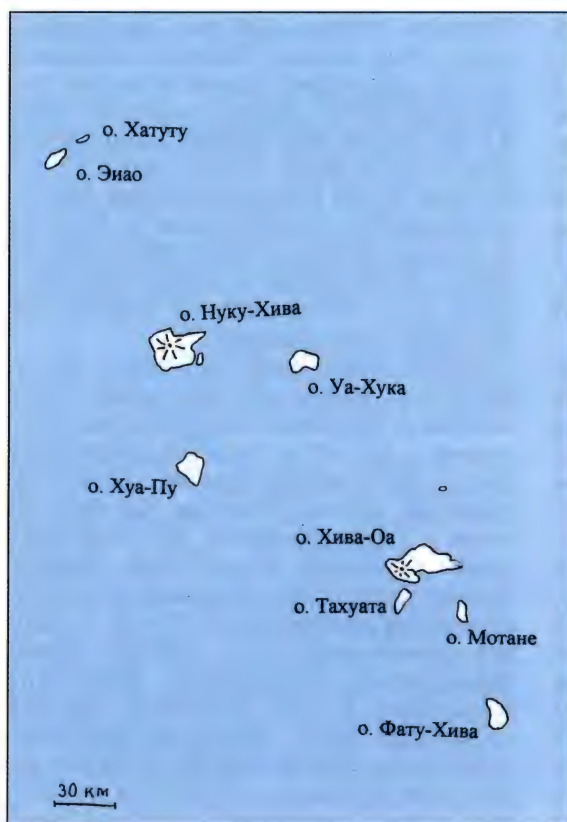 о. Хатуту
о. Эиао
о. Нуку-Хива
о. Уа-Хука
о. Хуа-Пу
о. Хива-Оа
о. Тахуата
о. Мотане
о. Фату-Хива
30 км